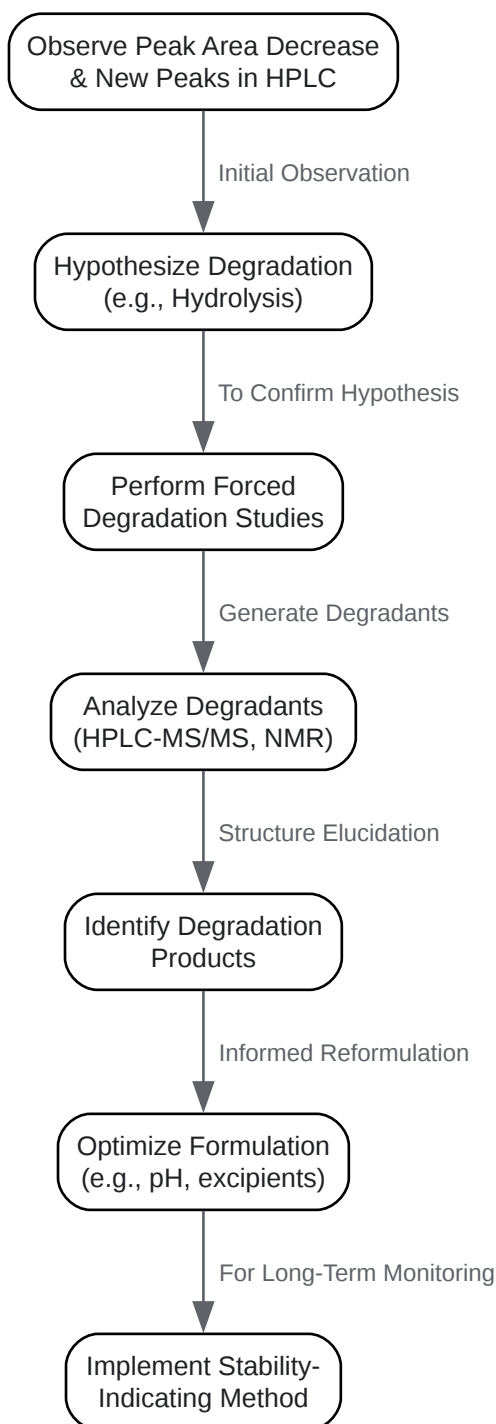 Observe Peak Area Decrease
& New Peaks in HPLC
Initial Observation
Hypothesize Degradation
(e.g., Hydrolysis)
To Confirm Hypothesis
Perform Forced
Degradation Studies
Generate Degradants
Analyze Degradants
(HPLC-MS/MS, NMR)
Structure Elucidation
Identify Degradation
Products
Informed Reformulation
Optimize Formulation
(e.g., pH, excipients)
For Long-Term Monitoring
Implement Stability-
Indicating Method